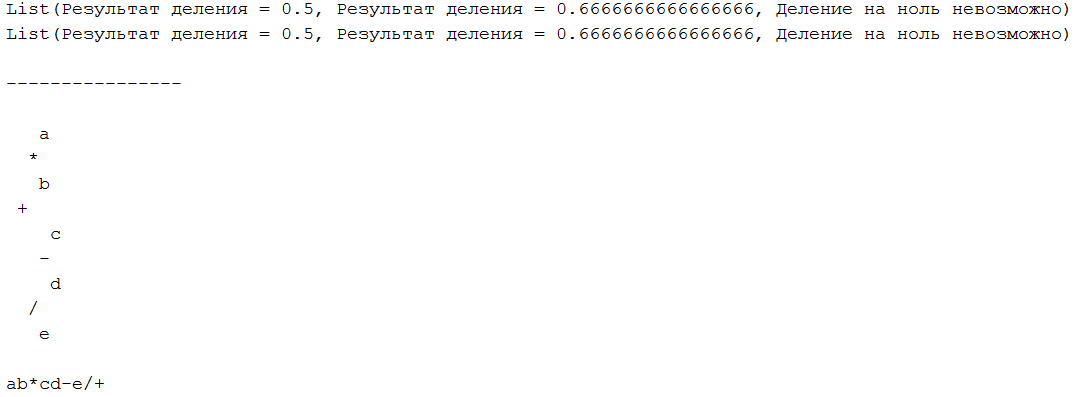 List(Результат деления = 0.5, Результат деления = 0.6666666666666666, Деление на ноль невозможно)
List(Результат деления = 0.5, Результат деления = 0.6666666666666666, Деление на ноль невозможно)
----------------
a
*
b
+
c
-
d
/
e
ab*cd-e/+